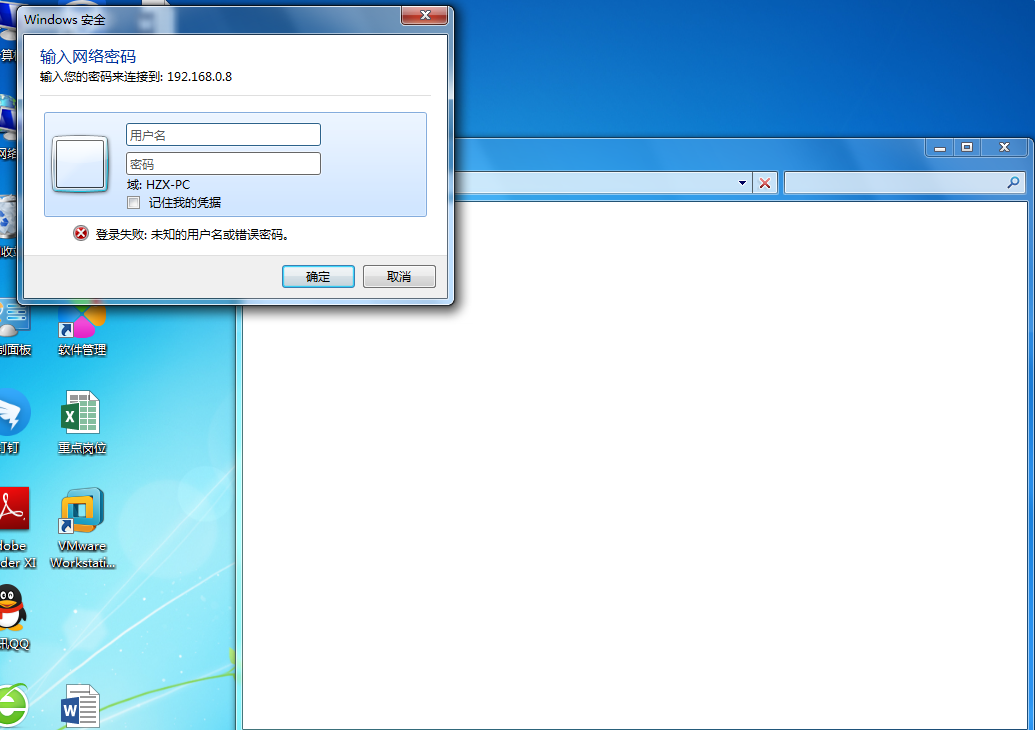 Windows 安全
输入网络密码
输入您的密码来连接到: 192.168.0.8
用户名
密码
域: HZX-PC
记住我的凭据
登录失败: 未知的用户名或错误密码。
确定
取消
网络
制面板
软件管理
钉钉
重点岗位
dobe
der XI
VMware
Workstati...
讯QQ